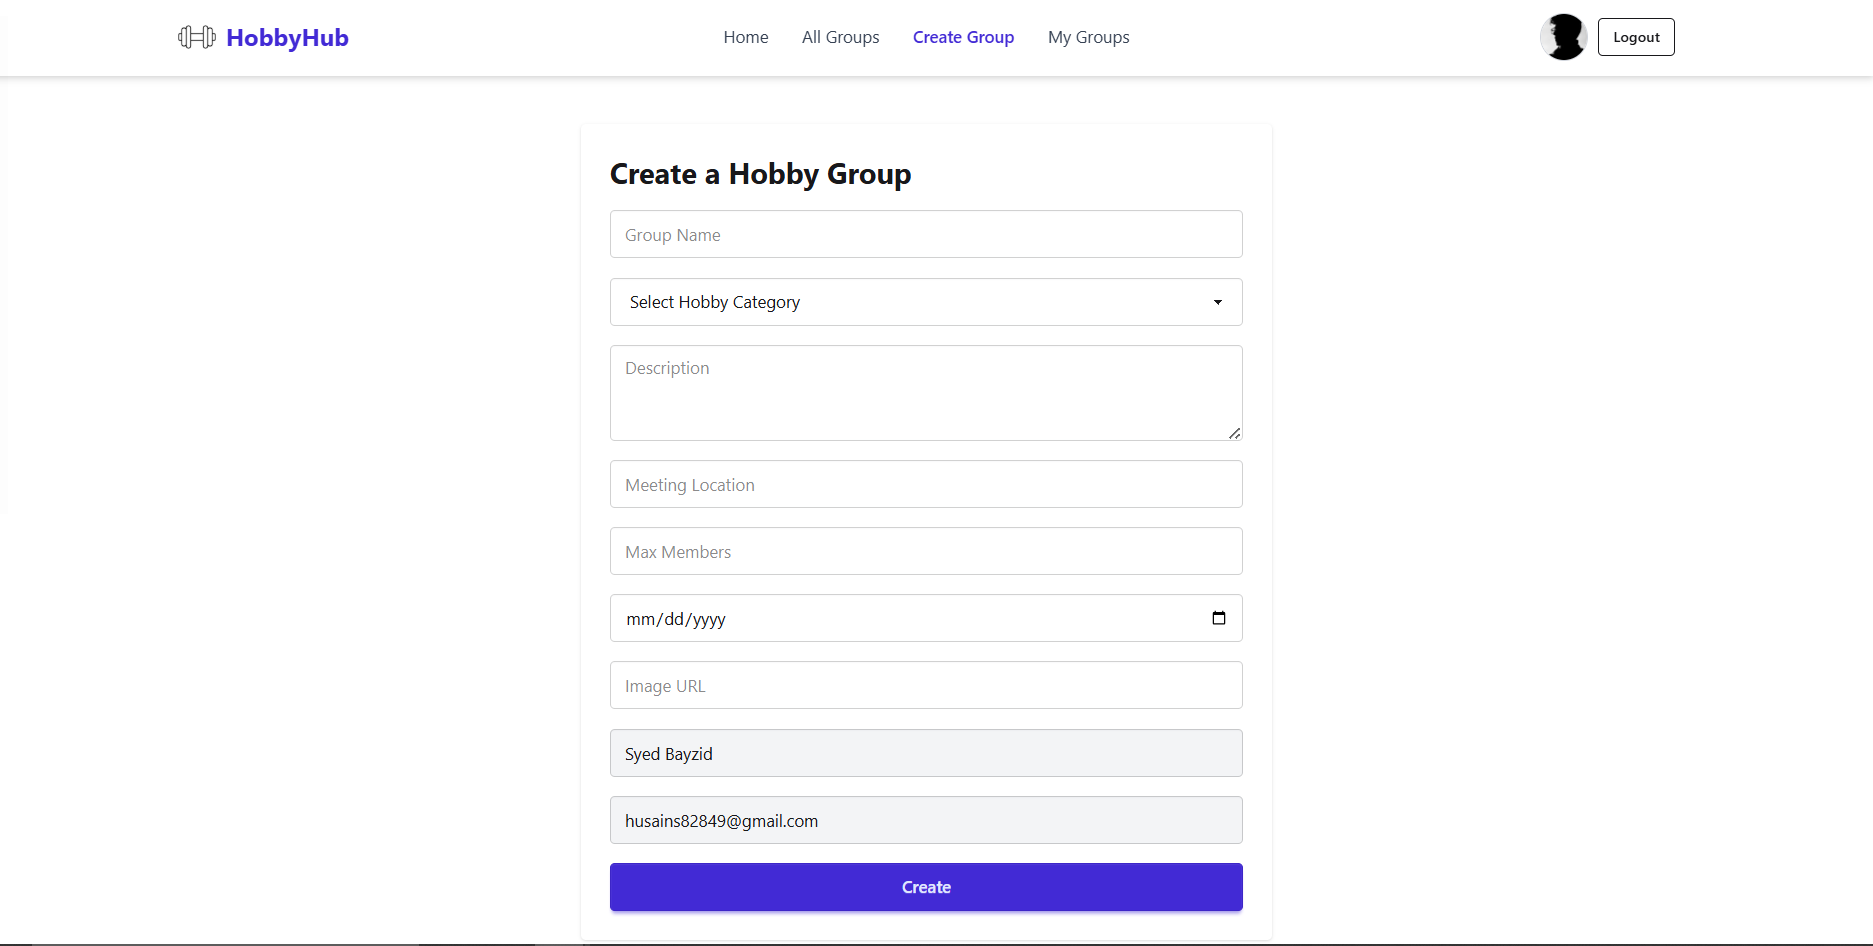 HobbyHub
Home All Groups Create Group My Groups
Logout
Create a Hobby Group
Group Name
Select Hobby Category
Description
Meeting Location
Max Members
mm/dd/yyyy
Image URL
Syed Bayzid
husains82849@gmail.com
Create